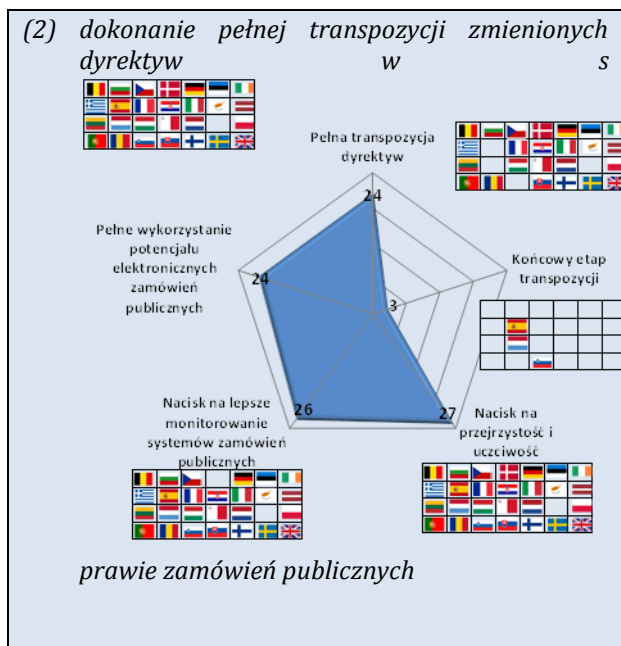 (2) dokonanie pełnej transpozycji zmienionych
dyrektyw w s
Pełna transpozycja
dyrektyw
24
Pełne wykorzystanie
potencjału
elektronicznych
zamówień
publicznych
24
Końcowy etap
transpozycji
3
Nacisk na lepsze
monitorowanie
systemów zamówień
publicznych
26
27
Nacisk na
przejrzystość i
uczciwość
prawie zamówień publicznych